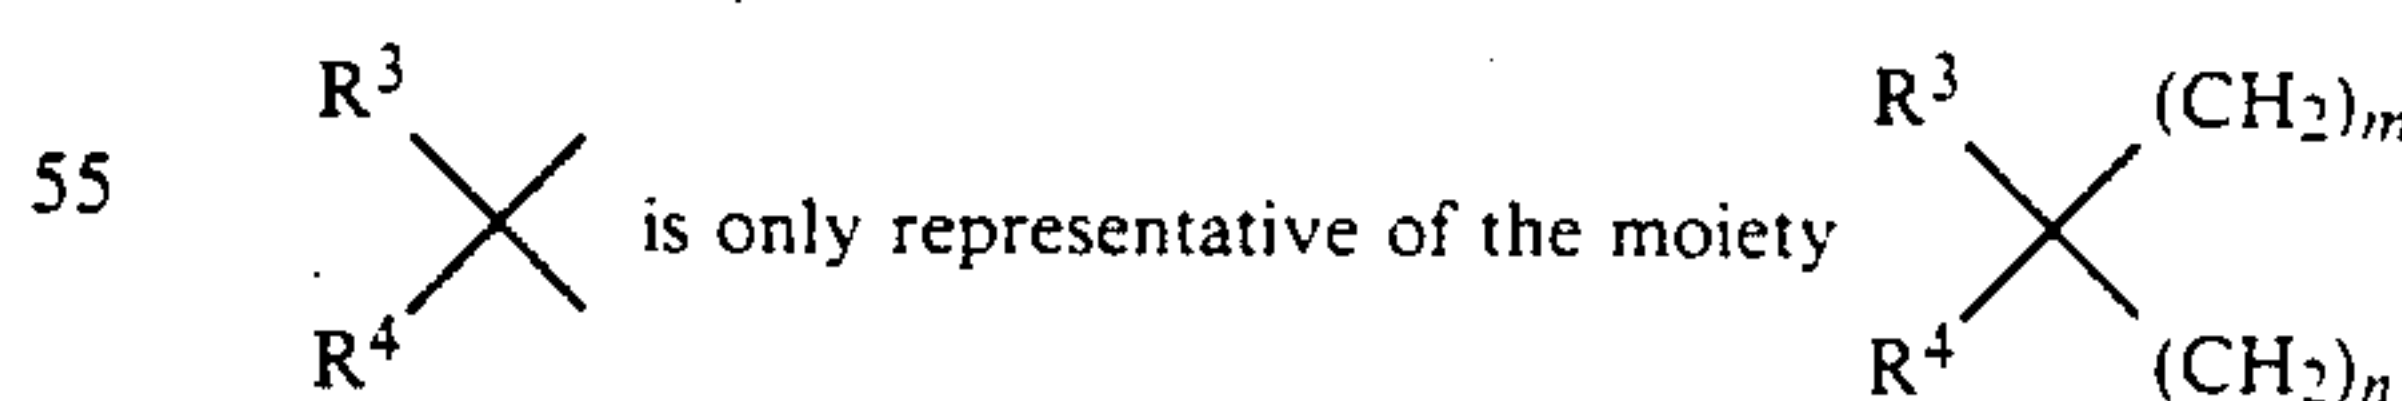 R³ R³ (CH₂)ₘ
55 is only representative of the moiety
R⁴ R⁴ (CH₂)ₙ